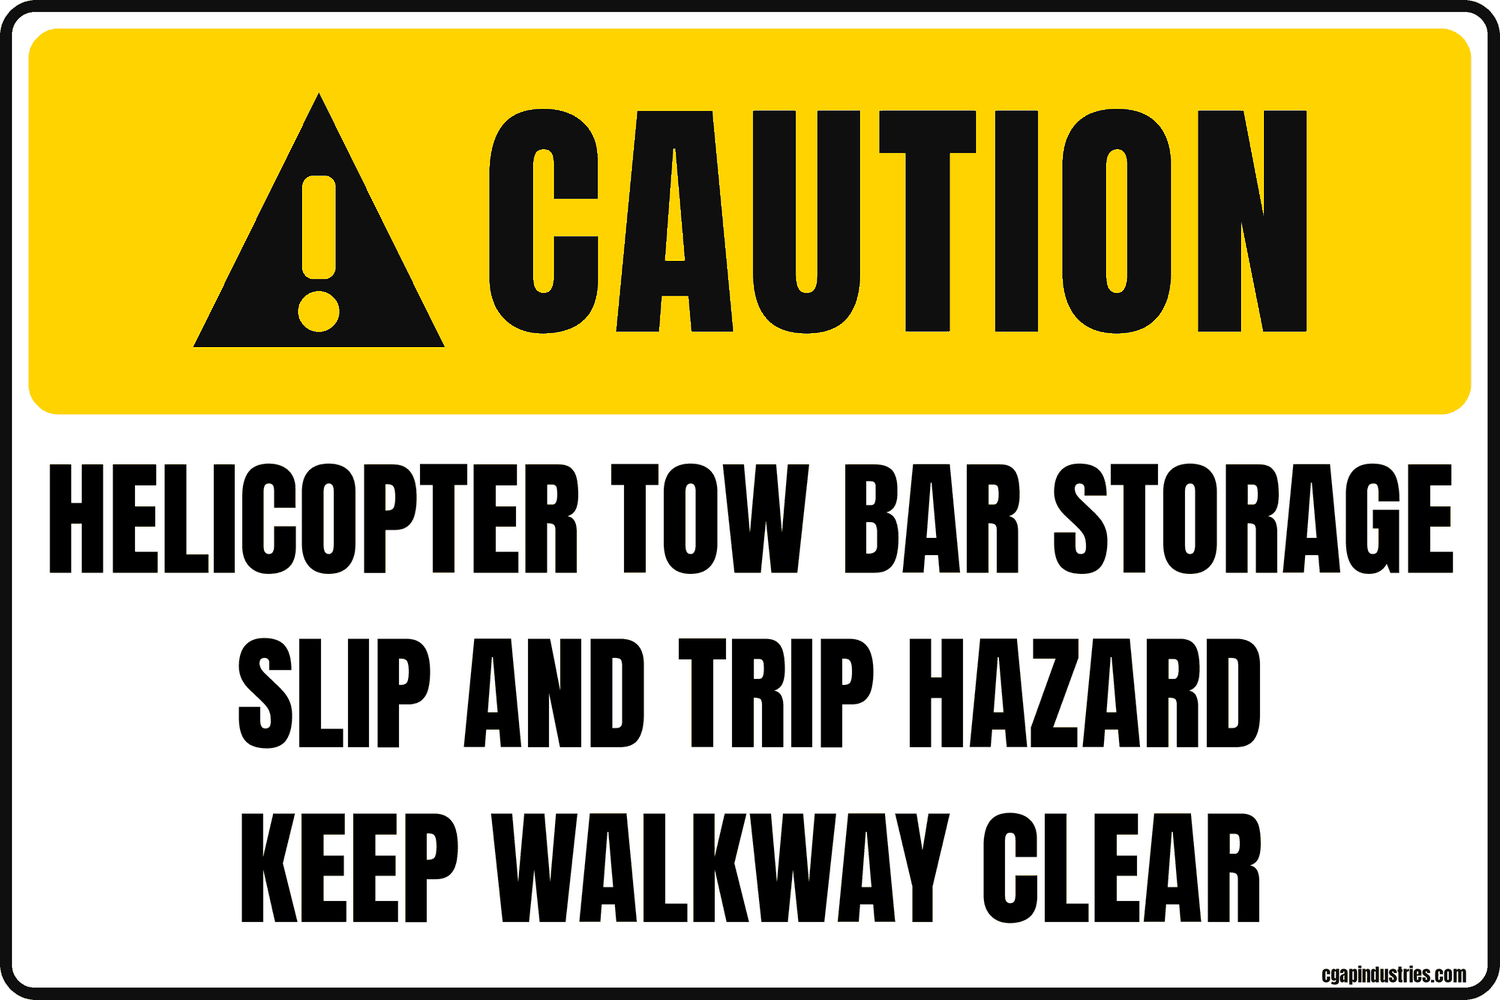 CAUTION
HELICOPTER TOW BAR STORAGE
SLIP AND TRIP HAZARD
KEEP WALKWAY CLEAR
cgapindustries.com